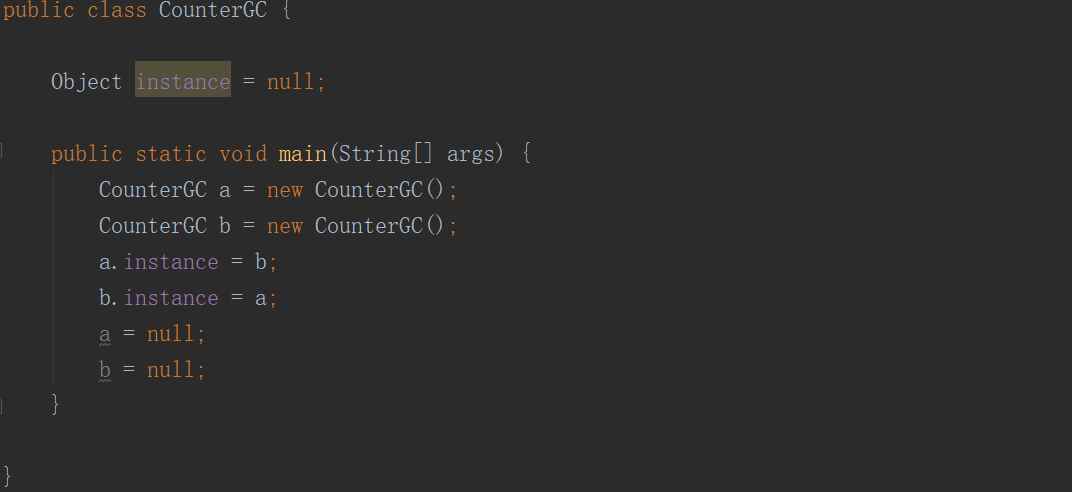 public class CounterGC {
Object instance = null;
public static void main(String[] args) {
CounterGC a = new CounterGC();
CounterGC b = new CounterGC();
a.instance = b;
b.instance = a;
a = null;
b = null;
}
}